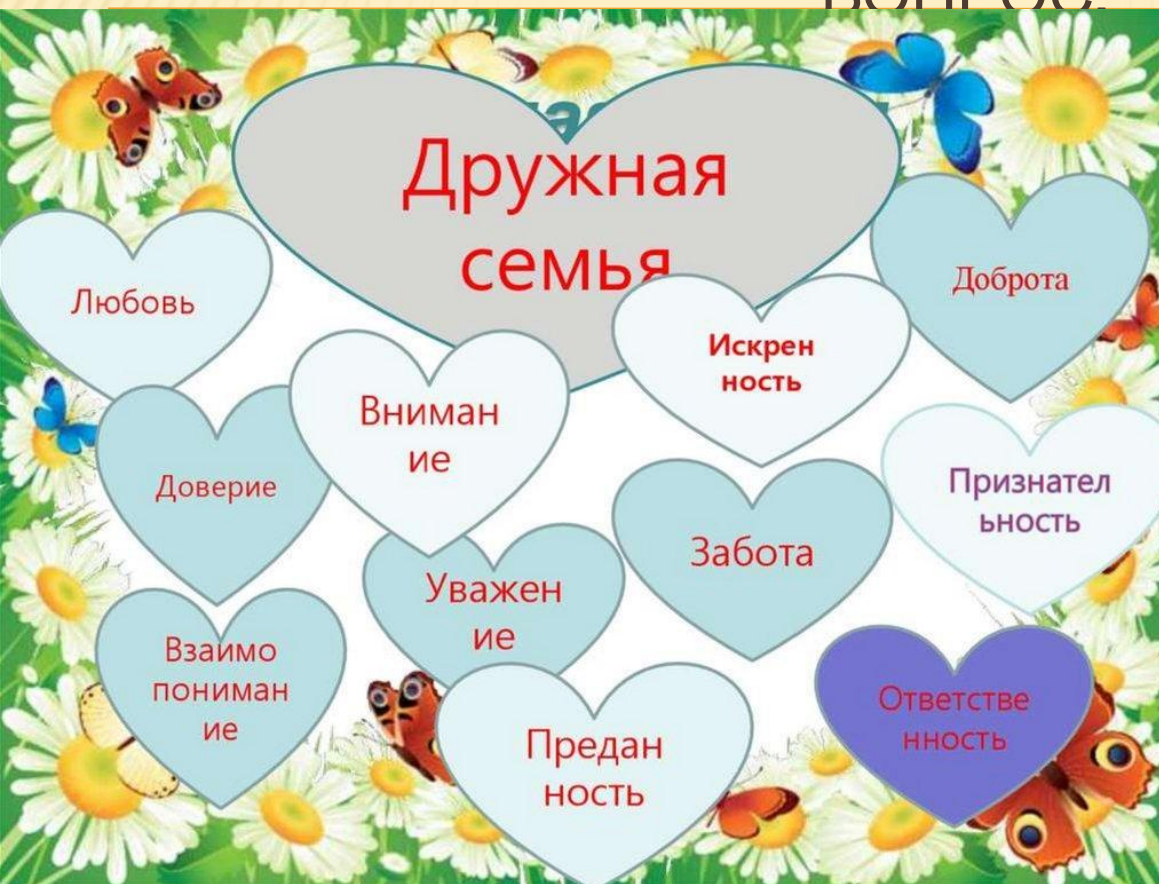 ВОПРОС:
Дружная
семья
Любовь
Доброта
Искрен
ность
Вниман
ие
Доверие
Признател
ьность
Забота
Уважен
ие
Взаимо
пониман
ие
Ответстве
нность
Предан
ность